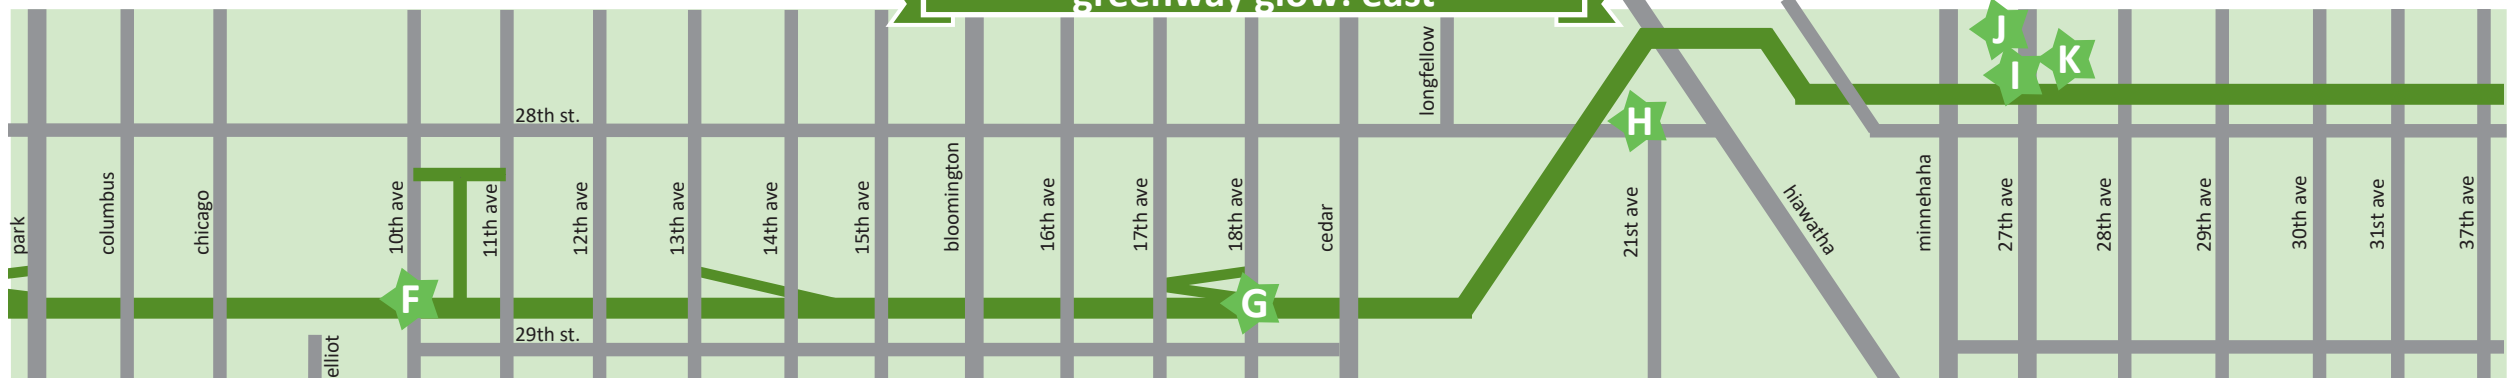 greenway glow: east
J
K
I
longfellow
28th st.
H
park
columbus
chicago
10th ave
11th ave
12th ave
13th ave
14th ave
15th ave
bloomington
16th ave
17th ave
18th ave
cedar
21st ave
hiawatha
minnehaha
27th ave
28th ave
29th ave
30th ave
31st ave
37th ave
F
G
29th st.
elliot